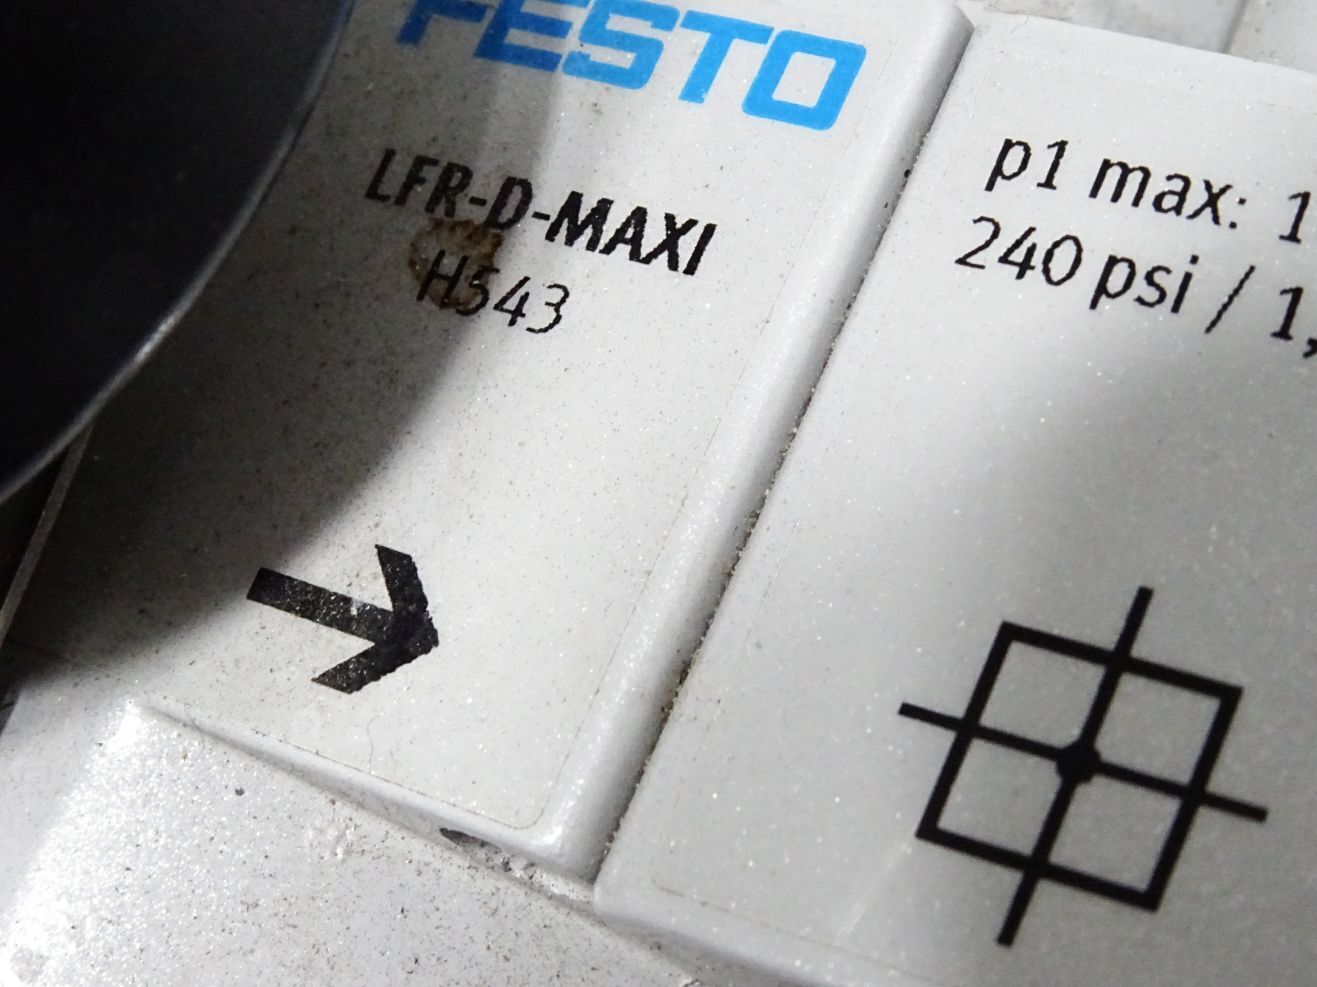 FESTO
LFR-D-MAXI
H543
p1 max: 1
240 psi / 1,